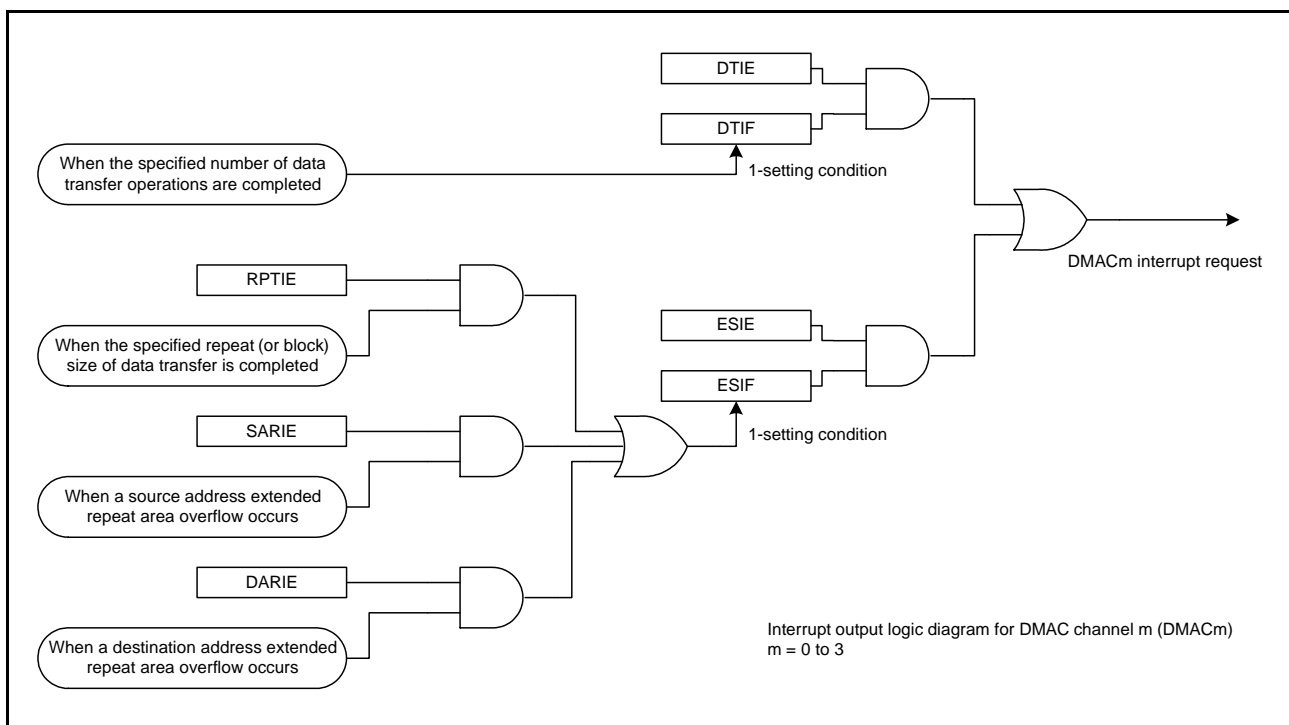 DTIE
DTIF
When the specified number of data
transfer operations are completed
1-setting condition
DMACm interrupt request
RPTIE
When the specified repeat (or block)
size of data transfer is completed
ESIE
ESIF
1-setting condition
SARIE
When a source address extended
repeat area overflow occurs
DARIE
When a destination address extended
repeat area overflow occurs
Interrupt output logic diagram for DMAC channel m (DMACm)
m = 0 to 3